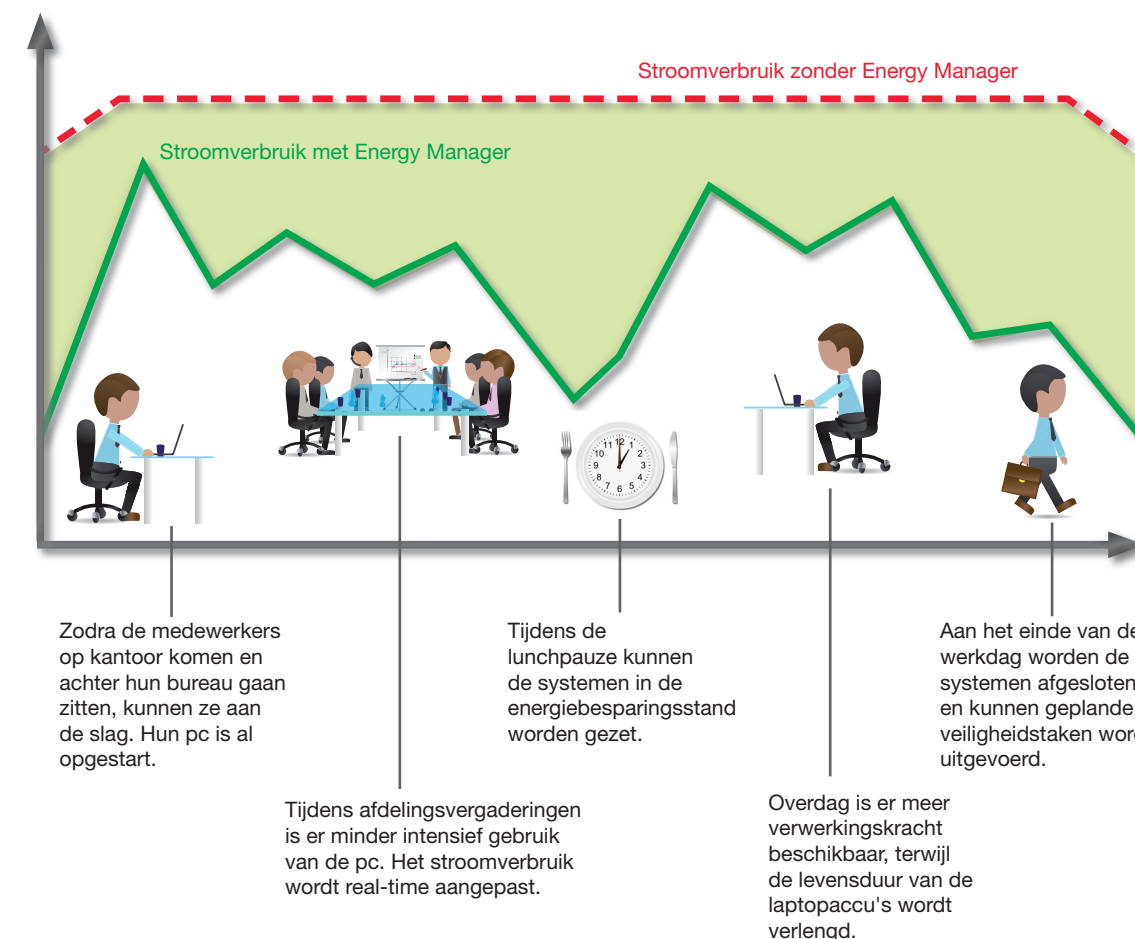 Stroomverbruik zonder Energy Manager
Stroomverbruik met Energy Manager
11 12 1
10 2
9 3
8 4
7 6 5
Zodra de medewerkers
op kantoor komen en
achter hun bureau gaan
zitten, kunnen ze aan
de slag. Hun pc is al
opgestart.
Tijdens afdelingsvergaderingen
is er minder intensief gebruik
van de pc. Het stroomverbruik
wordt real-time aangepast.
Tijdens de
lunchpauze kunnen
de systemen in de
energiebesparingsstand
worden gezet.
Overdag is er meer
verwerkingskracht
beschikbaar, terwijl
de levensduur van de
laptopaccu's wordt
verlengd.
Aan het einde van de
werkdag worden de
systemen afgesloten
en kunnen geplande
veiligheidstaken
uitgevoerd.